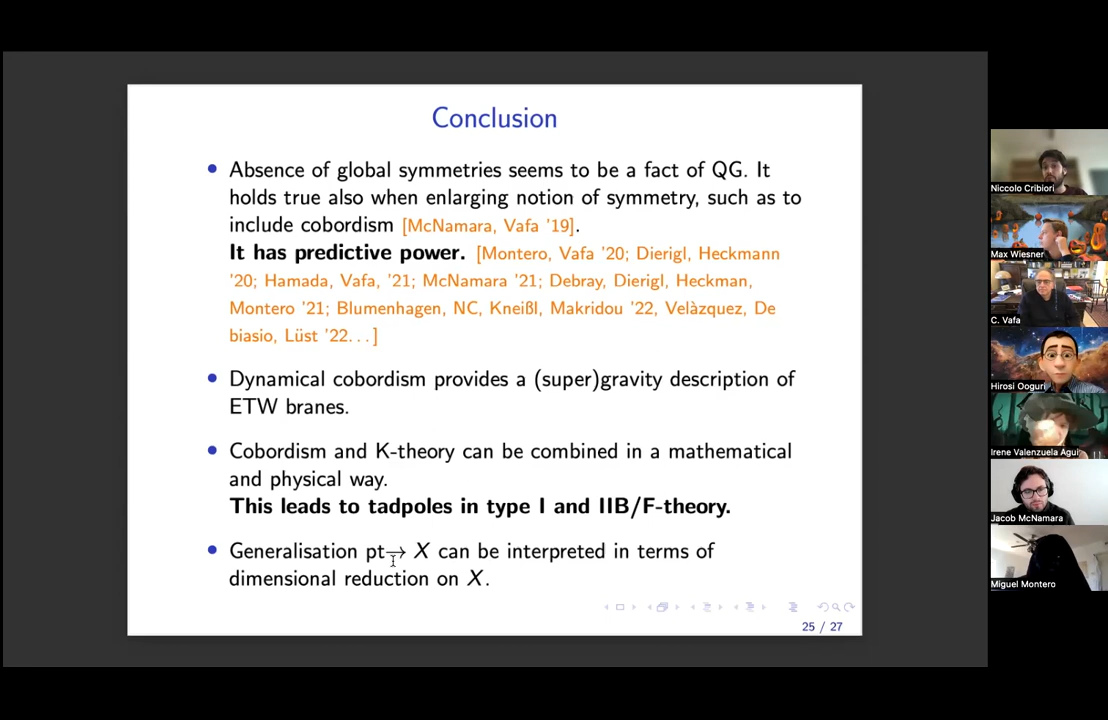 Conclusion
• Absence of global symmetries seems to be a fact of QG. It
holds true also when enlarging notion of symmetry, such as to
include cobordism [McNamara, Vafa '19].
It has predictive power. [Montero, Vafa '20; Dierigl, Heckmann
'20; Hamada, Vafa, '21; McNamara '21; Debray, Dierigl, Heckman,
Montero '21; Blumenhagen, NC, Kneißl, Makridou '22, Velàzquez, De
biasio, Lüst '22...]
• Dynamical cobordism provides a (super)gravity description of
ETW branes.
• Cobordism and K-theory can be combined in a mathematical
and physical way.
This leads to tadpoles in type I and IIB/F-theory.
• Generalisation pt→ X can be interpreted in terms of
dimensional reduction on X.
25 / 27
Niccolo Cribiori
Max Wiesner
C. Vafa
Hirosi Ooguri
Irene Valenzuela Agui
Jacob McNamara
Miguel Montero